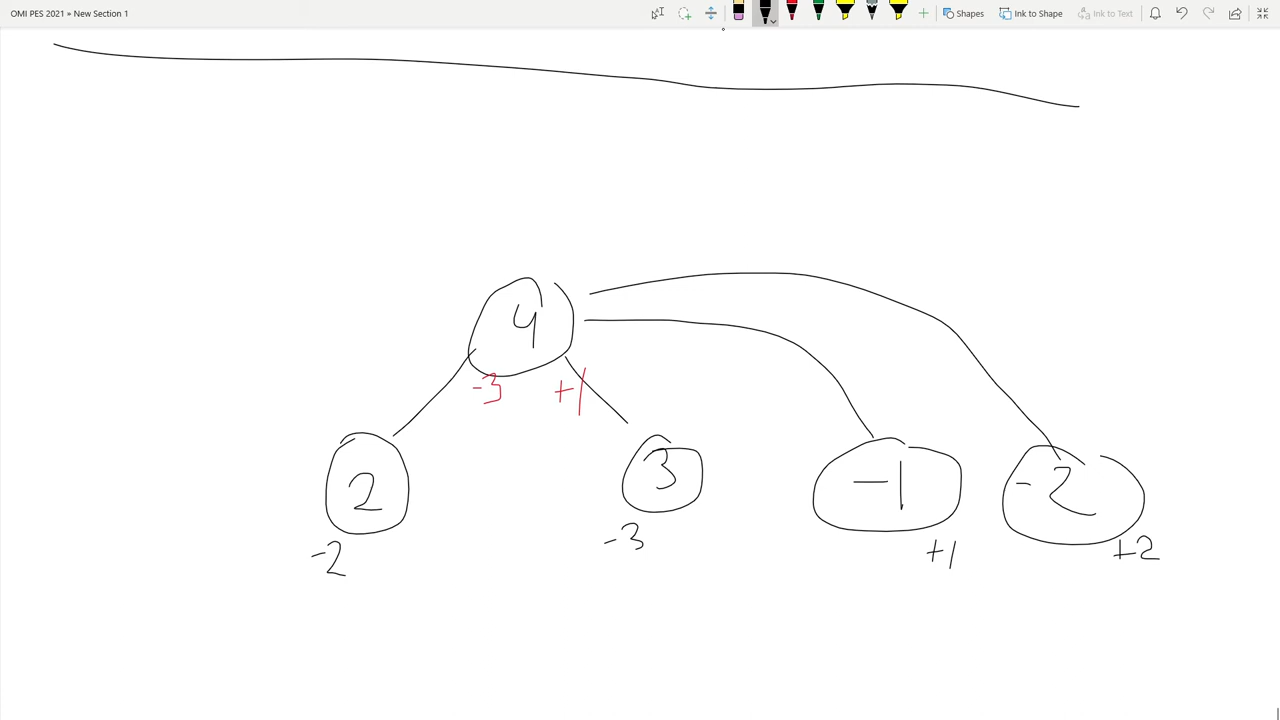 OMI PES 2021 » New Section 1
Shapes
Ink to Shape
Ink to Text
4
-3 +1
2 3 -1 -2
-2 -3 +1 +2